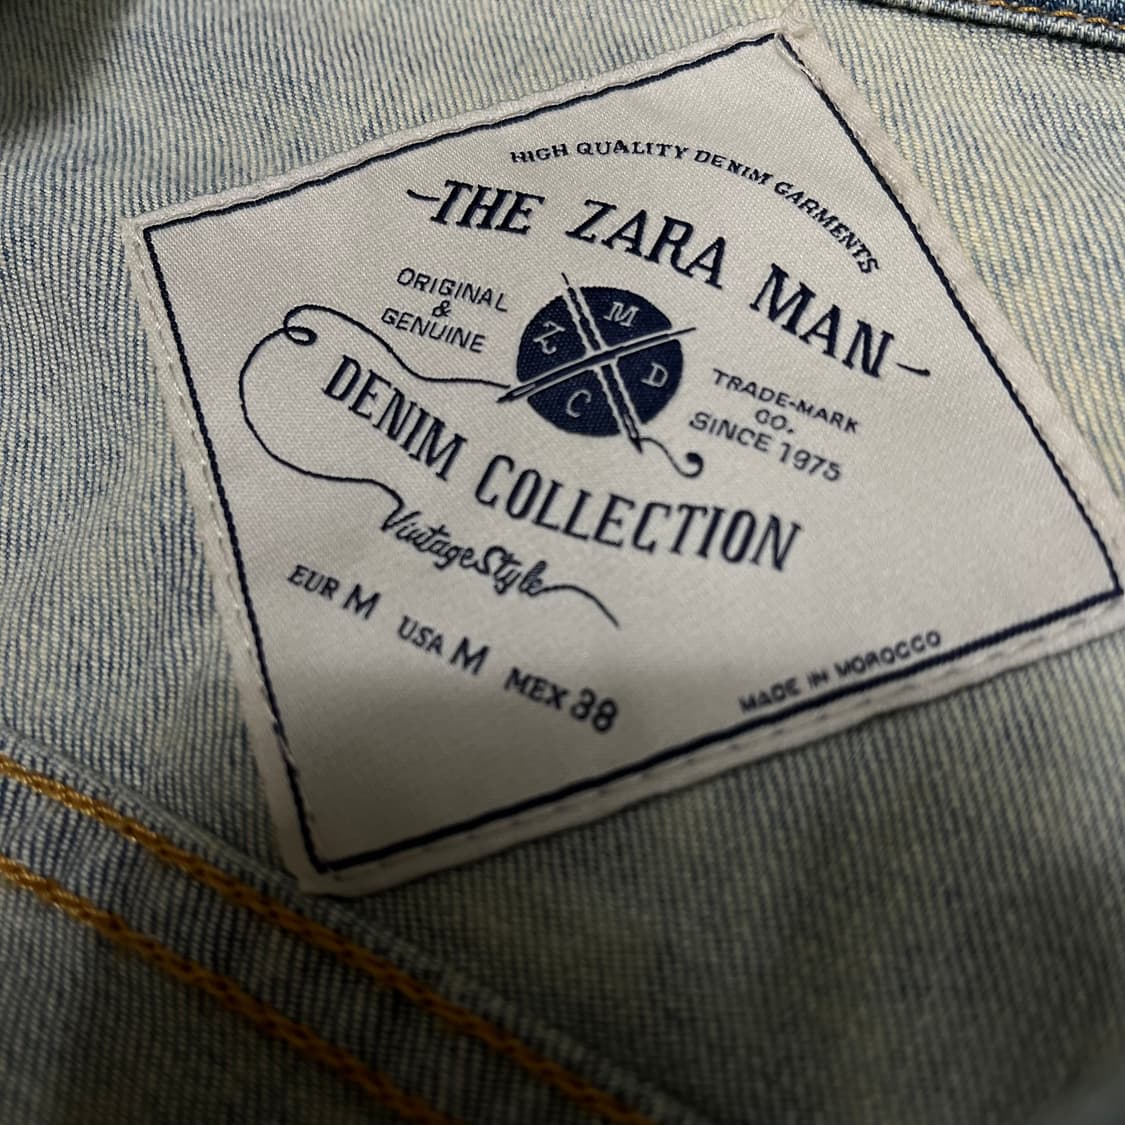 HIGH QUALITY DENIM GARMENTS
-THE ZARA MAN-
ORIGINAL
&
GENUINE
Z M D C
TRADE-MARK
CO.
SINCE 1975
DENIM COLLECTION
Vintage Style
EUR M USA M MEX 38
MADE IN MOROCCO